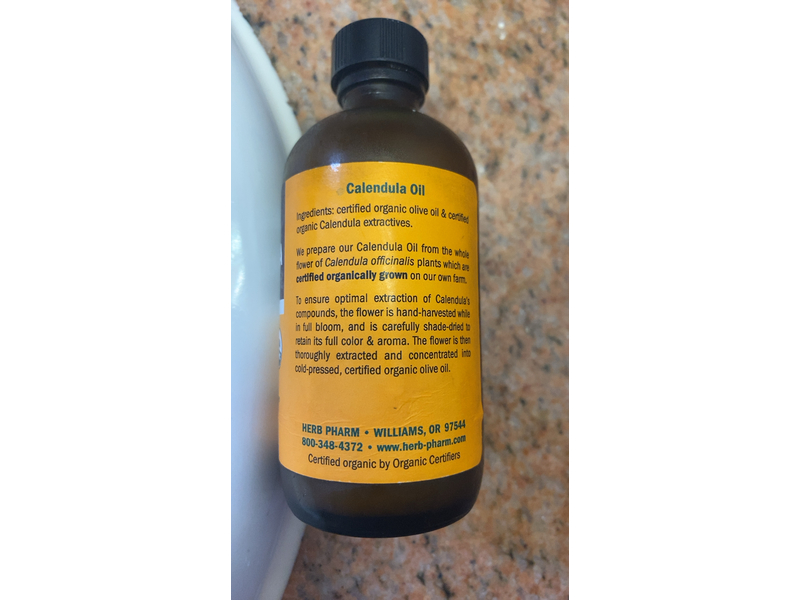 Calendula Oil
Ingredients: certified organic olive oil & certified
organic Calendula extractives.
We prepare our Calendula Oil from the whole
flower of Calendula officinalis plants which are
certified organically grown on our own farm.
To ensure optimal extraction of Calendula's
compounds, the flower is hand-harvested while
in full bloom, and is carefully shade-dried to
retain its full color & aroma. The flower is then
thoroughly extracted and concentrated into
cold-pressed, certified organic olive oil.
HERB PHARM • WILLIAMS, OR 97544
800-348-4372 • www.herb-pharm.com
Certified organic by Organic Certifiers